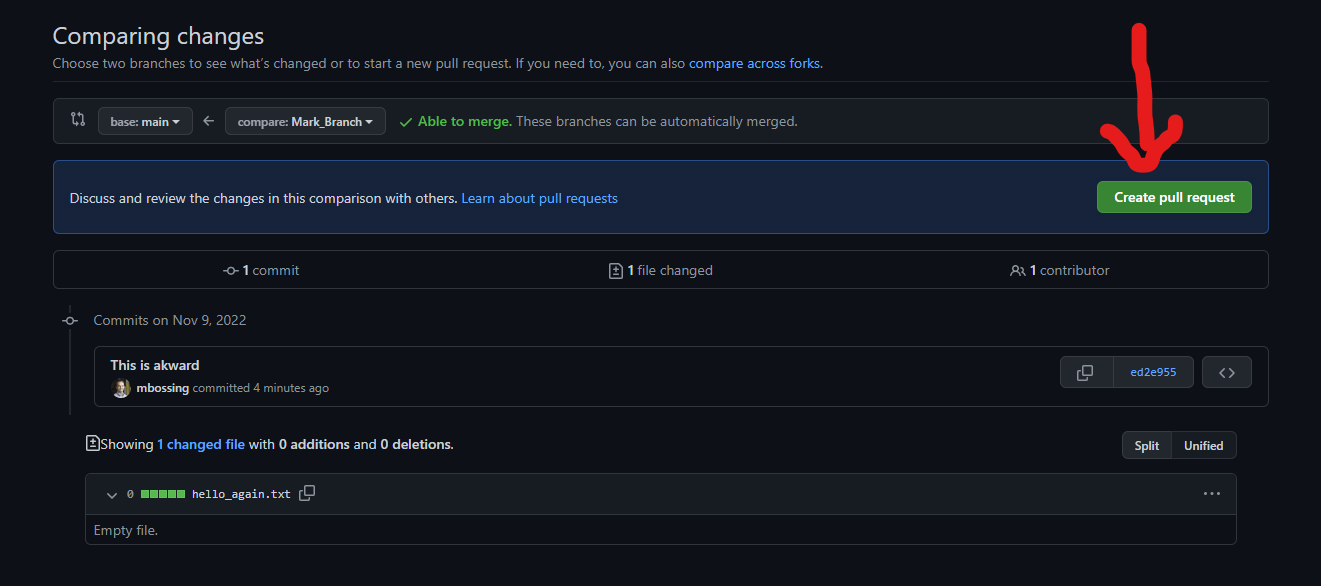 Comparing changes
Choose two branches to see what's changed or to start a new pull request. If you need to, you can also compare across forks.
base: main compare: Mark_Branch Able to merge. These branches can be automatically merged.
Discuss and review the changes in this comparison with others. Learn about pull requests Create pull request
1 commit 1 file changed 1 contributor
Commits on Nov 9, 2022
This is akward
mbossing committed 4 minutes ago ed2e955
Showing 1 changed file with 0 additions and 0 deletions. Split Unified
0 hello_again.txt
Empty file.